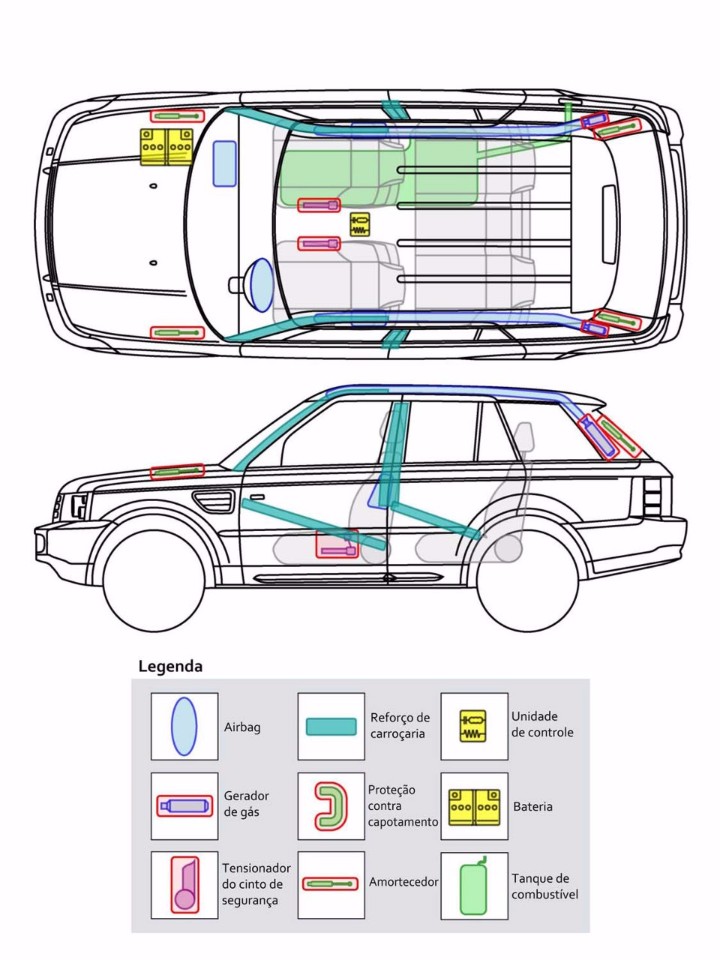 Legenda
Airbag
Reforço de
carroçaria
Unidade
de controle
Gerador
de gás
Proteção
contra
capotamento
Bateria
Tensionador
do cinto de
segurança
Amortecedor
Tanque de
combustível